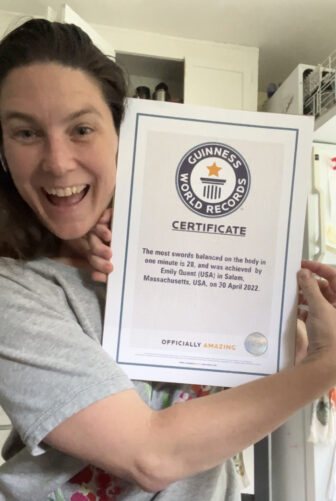 GUINNESS
WORLD RECORDS
CERTIFICATE
The most swords balanced on the body in
one minute is 20, and was achieved by
Emily Quent (USA) in Salem,
Massachusetts, USA, on 30 April 2022.
OFFICIALLY AMAZING